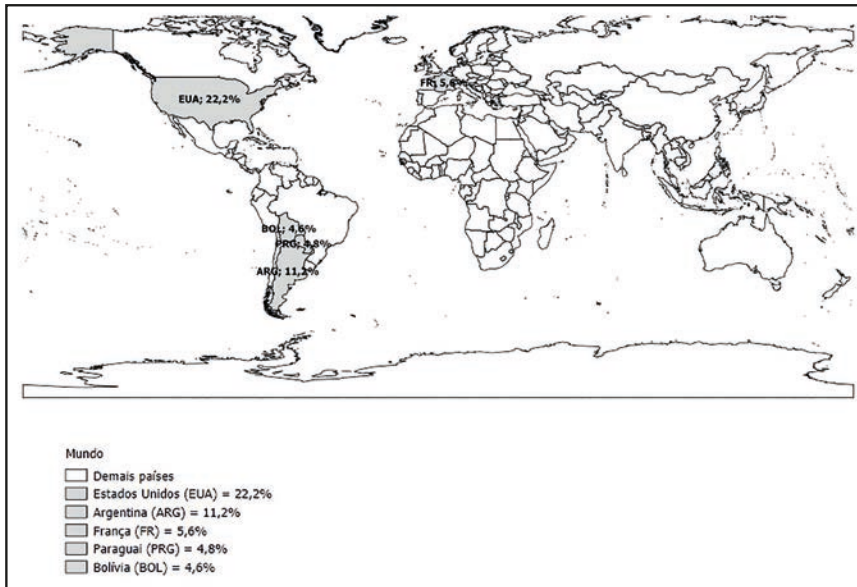 EUA; 22,2%
FR; 5,6%
BOL; 4,6%
PRG; 4,8%
ARG; 11,2%
Mundo
Demais países
Estados Unidos (EUA) = 22,2%
Argentina (ARG) = 11,2%
França (FR) = 5,6%
Paraguai (PRG) = 4,8%
Bolívia (BOL) = 4,6%